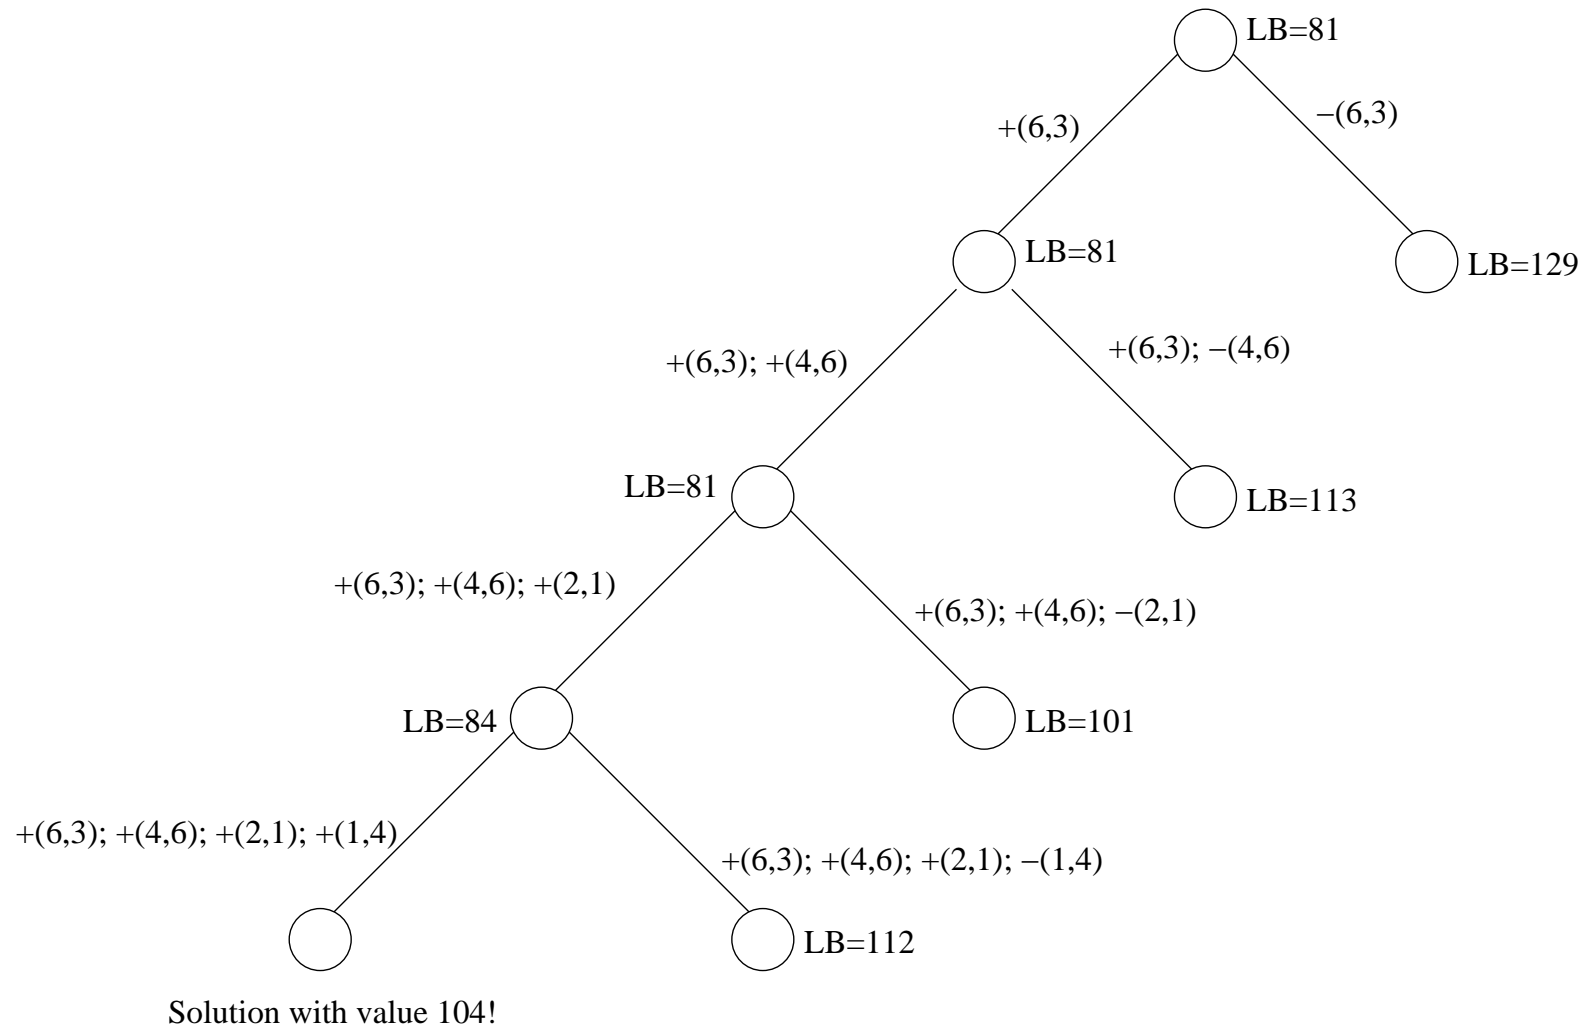 LB=81
−(6,3)
+(6,3)
LB=81
LB=129
+(6,3); +(4,6)
+(6,3); −(4,6)
LB=81
LB=113
+(6,3); +(4,6); +(2,1)
+(6,3); +(4,6); −(2,1)
LB=84
LB=101
+(6,3); +(4,6); +(2,1); +(1,4)
+(6,3); +(4,6); +(2,1); −(1,4)
LB=112
Solution with value 104!